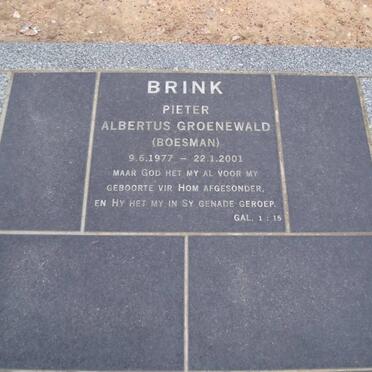 BRINK
PIETER
ALBERTUS GROENEWALD
(BOESMAN)
9.6.1977 – 22.1.2001
MAAR GOD HET MY AL VOOR MY
GEBOORTE VIR HOM AFGESONDER,
EN HY HET MY IN SY GENADE GEROEP.
GAL. 1 : 15